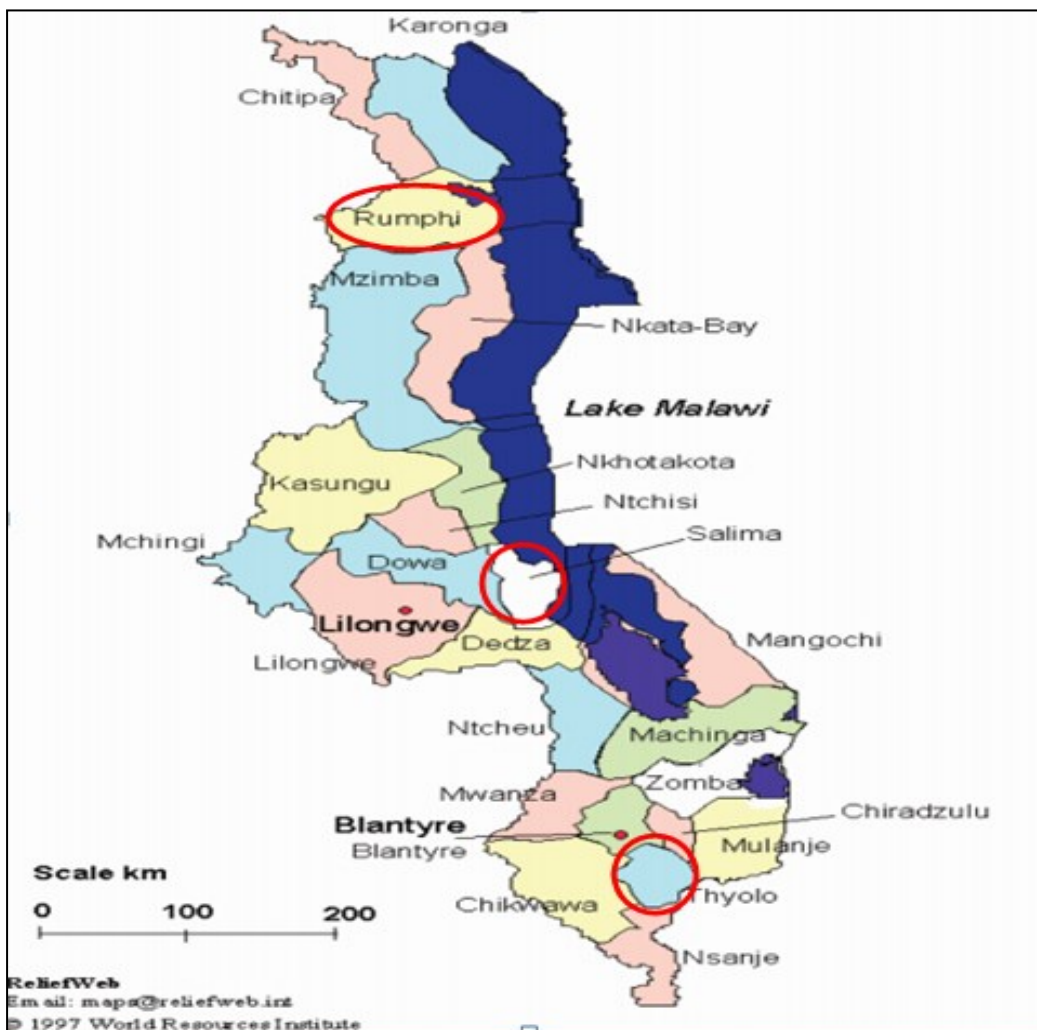 Karonga
Chitipa
Rumphi
Mzimba
Nkata-Bay
Lake Malawi
Nkhotakota
Kasungu
Ntchisi
Salima
Mchingi
Dowa
Lilongwe
Mangochi
Dedza
Lilongwe
Ntcheu
Machinga
Zomba
Mwanza
Chiradzulu
Blantyre
Blantyre
Mulanje
Scale km
Thyolo
Chikwawa
0 100 200
Nsanje
ReliefWeb
Email: maps@reliefweb.int
© 1997 World Resources Institute